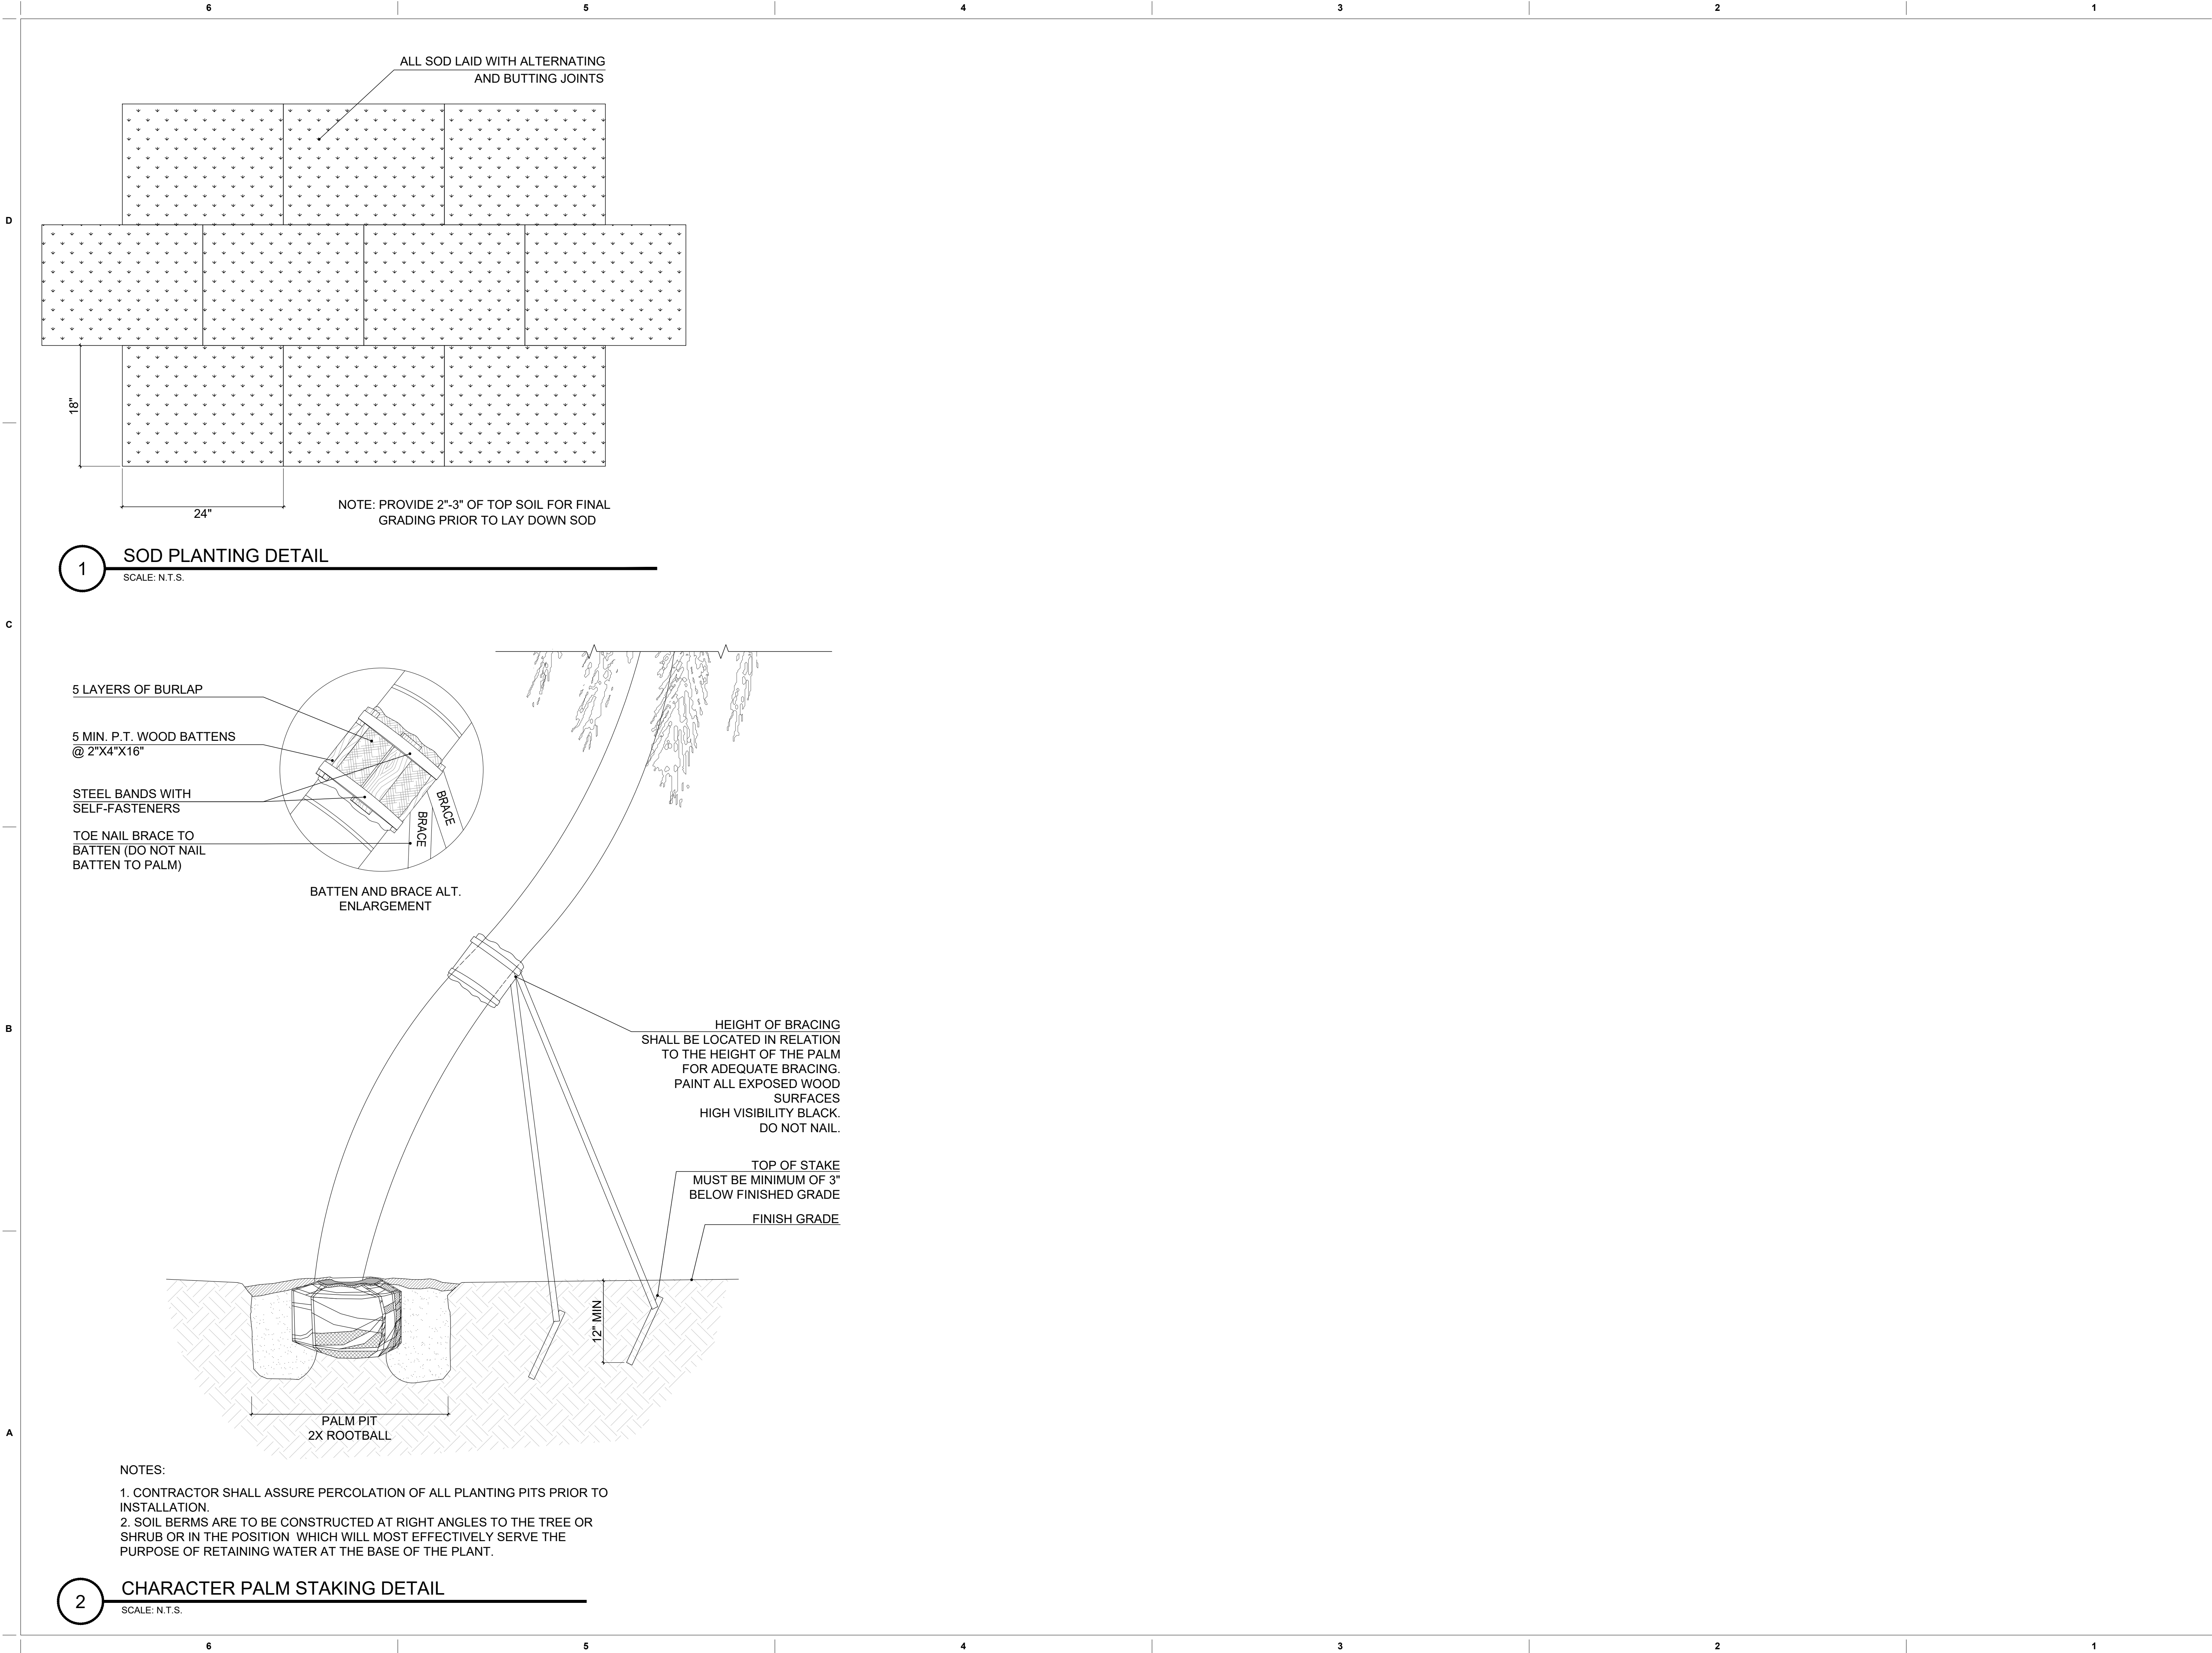 6 5 4 3 2 1
ALL SOD LAID WITH ALTERNATING
AND BUTTING JOINTS
D
18"
24"
NOTE: PROVIDE 2"-3" OF TOP SOIL FOR FINAL
GRADING PRIOR TO LAY DOWN SOD
1
SOD PLANTING DETAIL
SCALE: N.T.S.
C
5 LAYERS OF BURLAP
5 MIN. P.T. WOOD BATTENS
@ 2"X4"X16"
STEEL BANDS WITH
SELF-FASTENERS
TOE NAIL BRACE TO
BATTEN (DO NOT NAIL
BATTEN TO PALM)
BRACE
BRACE
BATTEN AND BRACE ALT.
ENLARGEMENT
B
HEIGHT OF BRACING
SHALL BE LOCATED IN RELATION
TO THE HEIGHT OF THE PALM
FOR ADEQUATE BRACING.
PAINT ALL EXPOSED WOOD
SURFACES
HIGH VISIBILITY BLACK.
DO NOT NAIL.
TOP OF STAKE
MUST BE MINIMUM OF 3"
BELOW FINISHED GRADE
FINISH GRADE
12" MIN
A
PALM PIT
2X ROOTBALL
NOTES:
1. CONTRACTOR SHALL ASSURE PERCOLATION OF ALL PLANTING PITS PRIOR TO
INSTALLATION.
2. SOIL BERMS ARE TO BE CONSTRUCTED AT RIGHT ANGLES TO THE TREE OR
SHRUB OR IN THE POSITION  WHICH WILL MOST EFFECTIVELY SERVE THE
PURPOSE OF RETAINING WATER AT THE BASE OF THE PLANT.
2
CHARACTER PALM STAKING DETAIL
SCALE: N.T.S.
6 5 4 3 2 1